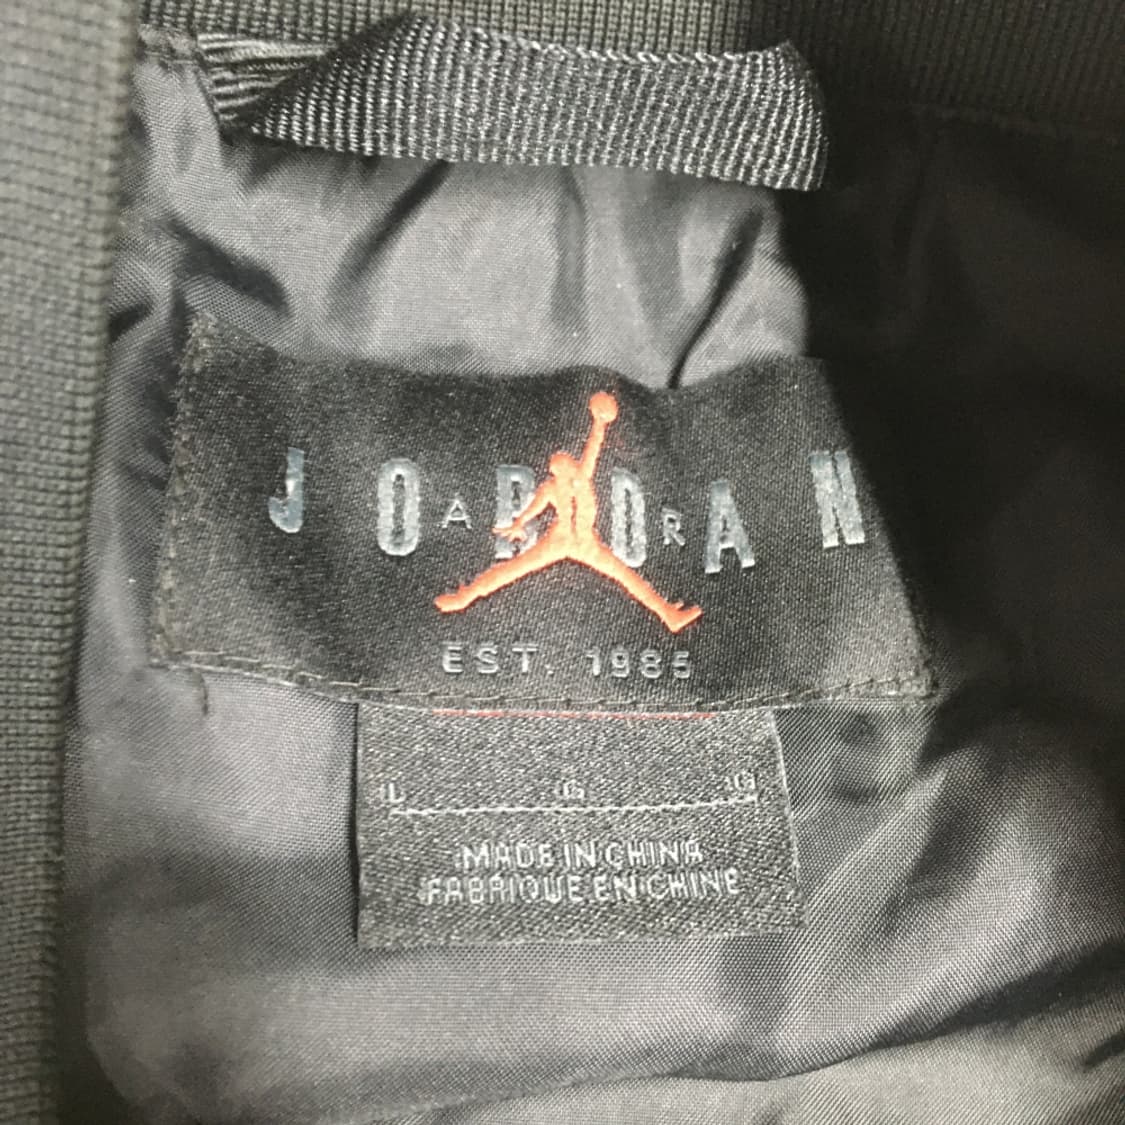 JORDAN
AIR
EST. 1985
L G G
MADE IN CHINA
FABRIQUE EN CHINE